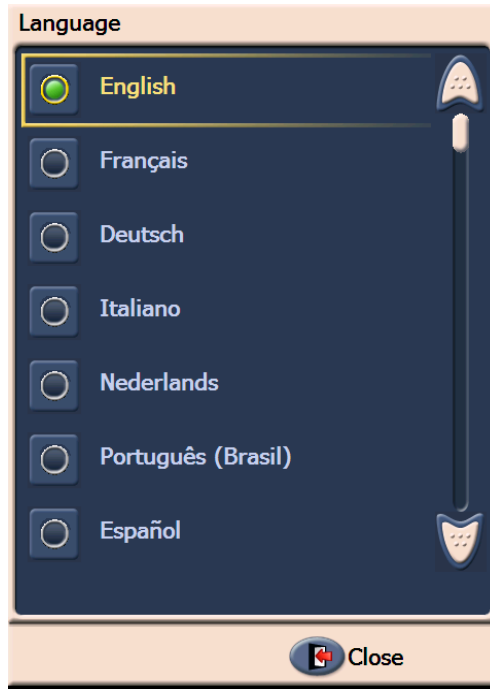 Language
English
Français
Deutsch
Italiano
Nederlands
Português (Brasil)
Español
Close